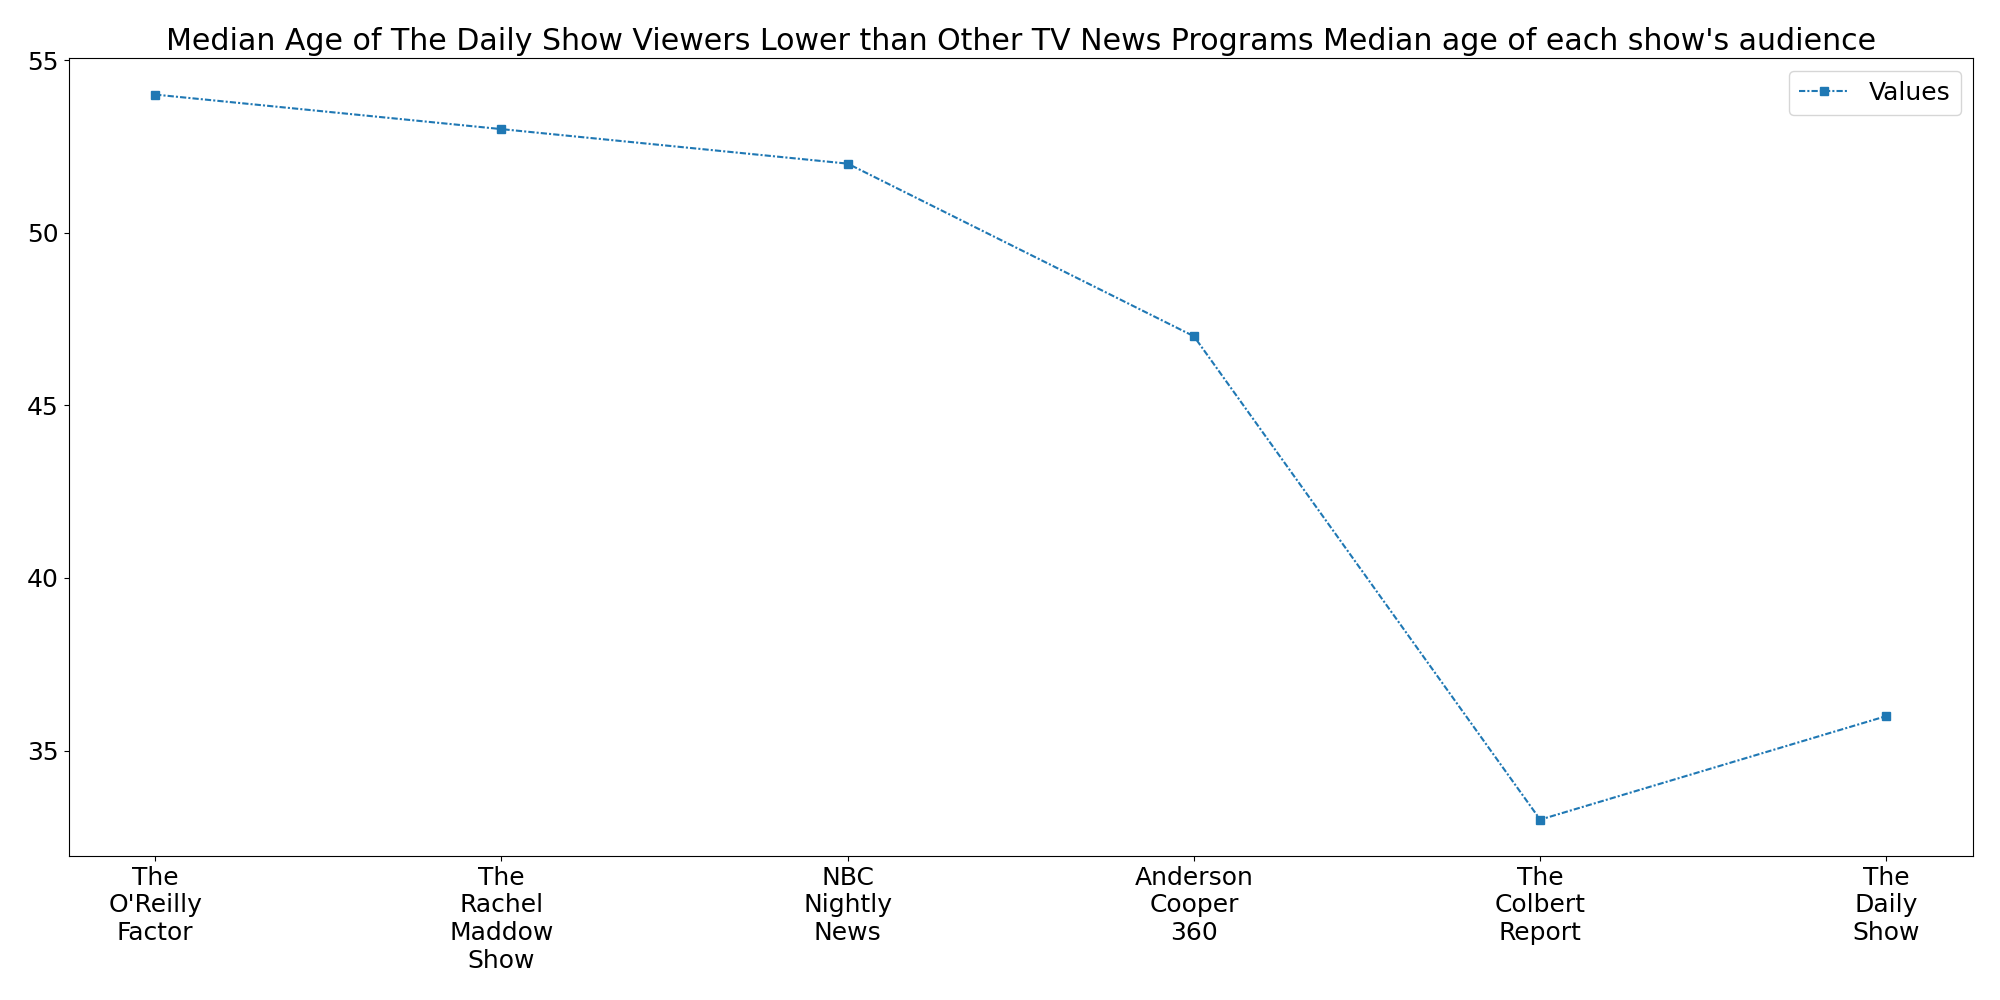 Median Age of The Daily Show Viewers Lower than Other TV News Programs Median age of each show's audience
Values
55
50
45
40
35
The
O'Reilly
Factor
The
Rachel
Maddow
Show
NBC
Nightly
News
Anderson
Cooper
360
The
Colbert
Report
The
Daily
Show